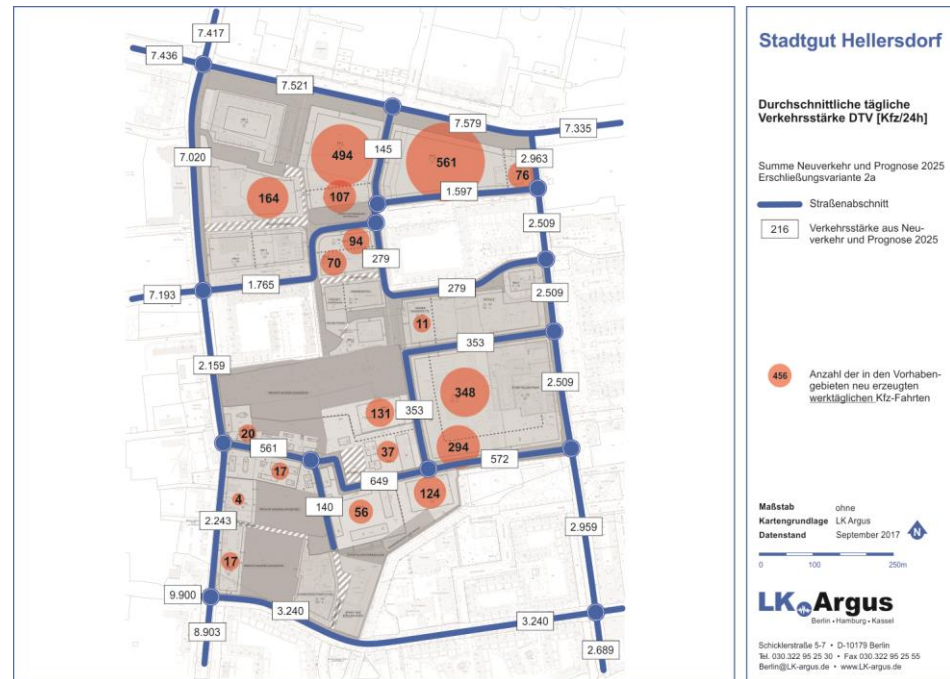 7.417
7.436
7.521
7.579
7.335
145
494
561
2.963
76
7.020
164
107
1.597
94
2.509
70
279
1.765
279
2.509
7.193
11
353
2.159
2.509
348
131
353
20
561
37
294
572
17
649
124
4
140
56
2.243
2.959
17
9.900
3.240
3.240
8.903
2.689
Stadtgut Hellersdorf
Durchschnittliche tägliche
Verkehrsstärke DTV [Kfz/24h]
Summe Neuverkehr und Prognose 2025
Erschließungsvariante 2a
Straßenabschnitt
216 Verkehrsstärke aus Neu-
verkehr und Prognose 2025
456 Anzahl der in den Vorhaben-
gebieten neu erzeugten
werktäglichen Kfz-Fahrten
Maßstab ohne
Kartengrundlage LK Argus
Datenstand September 2017
N
0 100 250m
LK Argus
Berlin • Hamburg • Kassel
Schicklerstraße 5-7 • D-10179 Berlin
Tel. 030.322 95 25 30 • Fax 030.322 95 25 55
Berlin@LK-argus.de • www.LK-argus.de